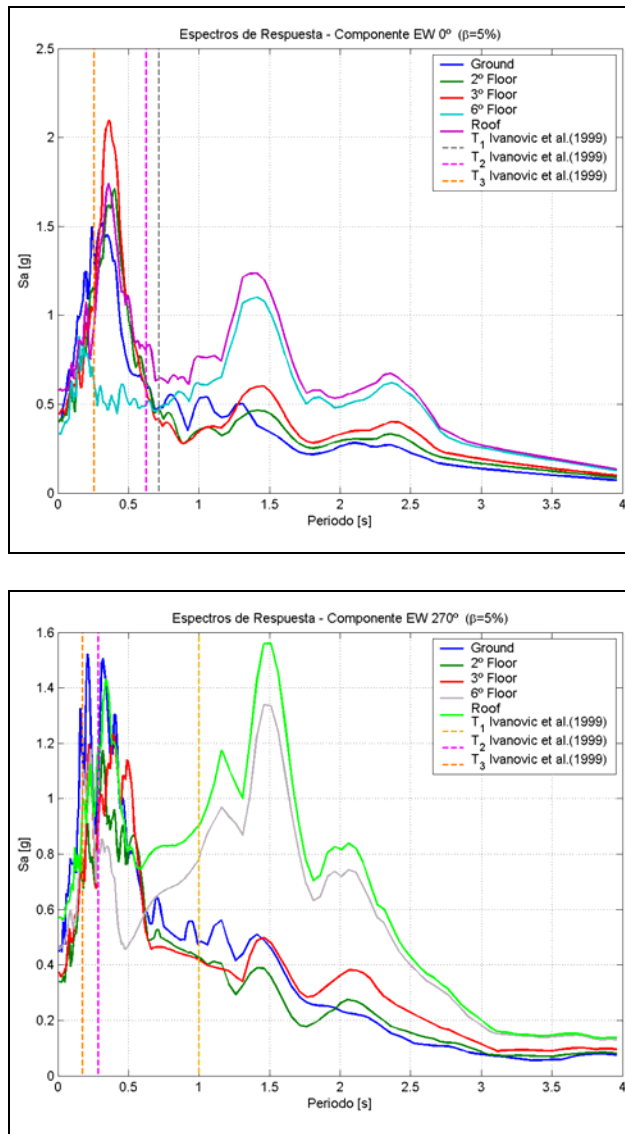 Espectros de Respuesta - Componente EW 0º (β=5%)
2.5
2
1.5
1
0.5
0
Sa [g]
Ground
2º Floor
3º Floor
6º Floor
Roof
T1 Ivanovic et al.(1999)
T2 Ivanovic et al.(1999)
T3 Ivanovic et al.(1999)
0 0.5 1 1.5 2 2.5 3 3.5 4
Periodo [s]
Espectros de Respuesta - Componente EW 270º (β=5%)
1.6
1.4
1.2
1
0.8
0.6
0.4
0.2
0
Sa [g]
Ground
2º Floor
3º Floor
6º Floor
Roof
T1 Ivanovic et al.(1999)
T2 Ivanovic et al.(1999)
T3 Ivanovic et al.(1999)
0 0.5 1 1.5 2 2.5 3 3.5 4
Periodo [s]